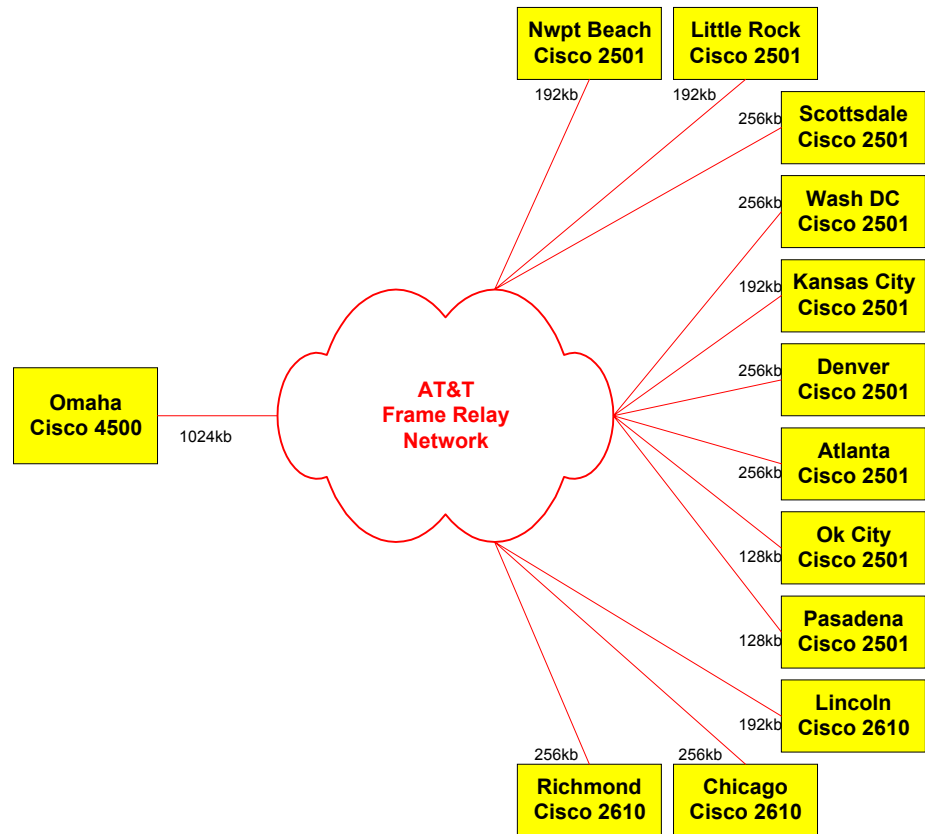 Nwpt Beach
Cisco 2501
192kb
Little Rock
Cisco 2501
192kb
Scottsdale
Cisco 2501
256kb
Wash DC
Cisco 2501
256kb
Kansas City
Cisco 2501
192kb
Denver
Cisco 2501
256kb
Omaha
Cisco 4500
1024kb
AT&T
Frame Relay
Network
Atlanta
Cisco 2501
256kb
Ok City
Cisco 2501
128kb
Pasadena
Cisco 2501
128kb
Lincoln
Cisco 2610
192kb
256kb
Richmond
Cisco 2610
256kb
Chicago
Cisco 2610